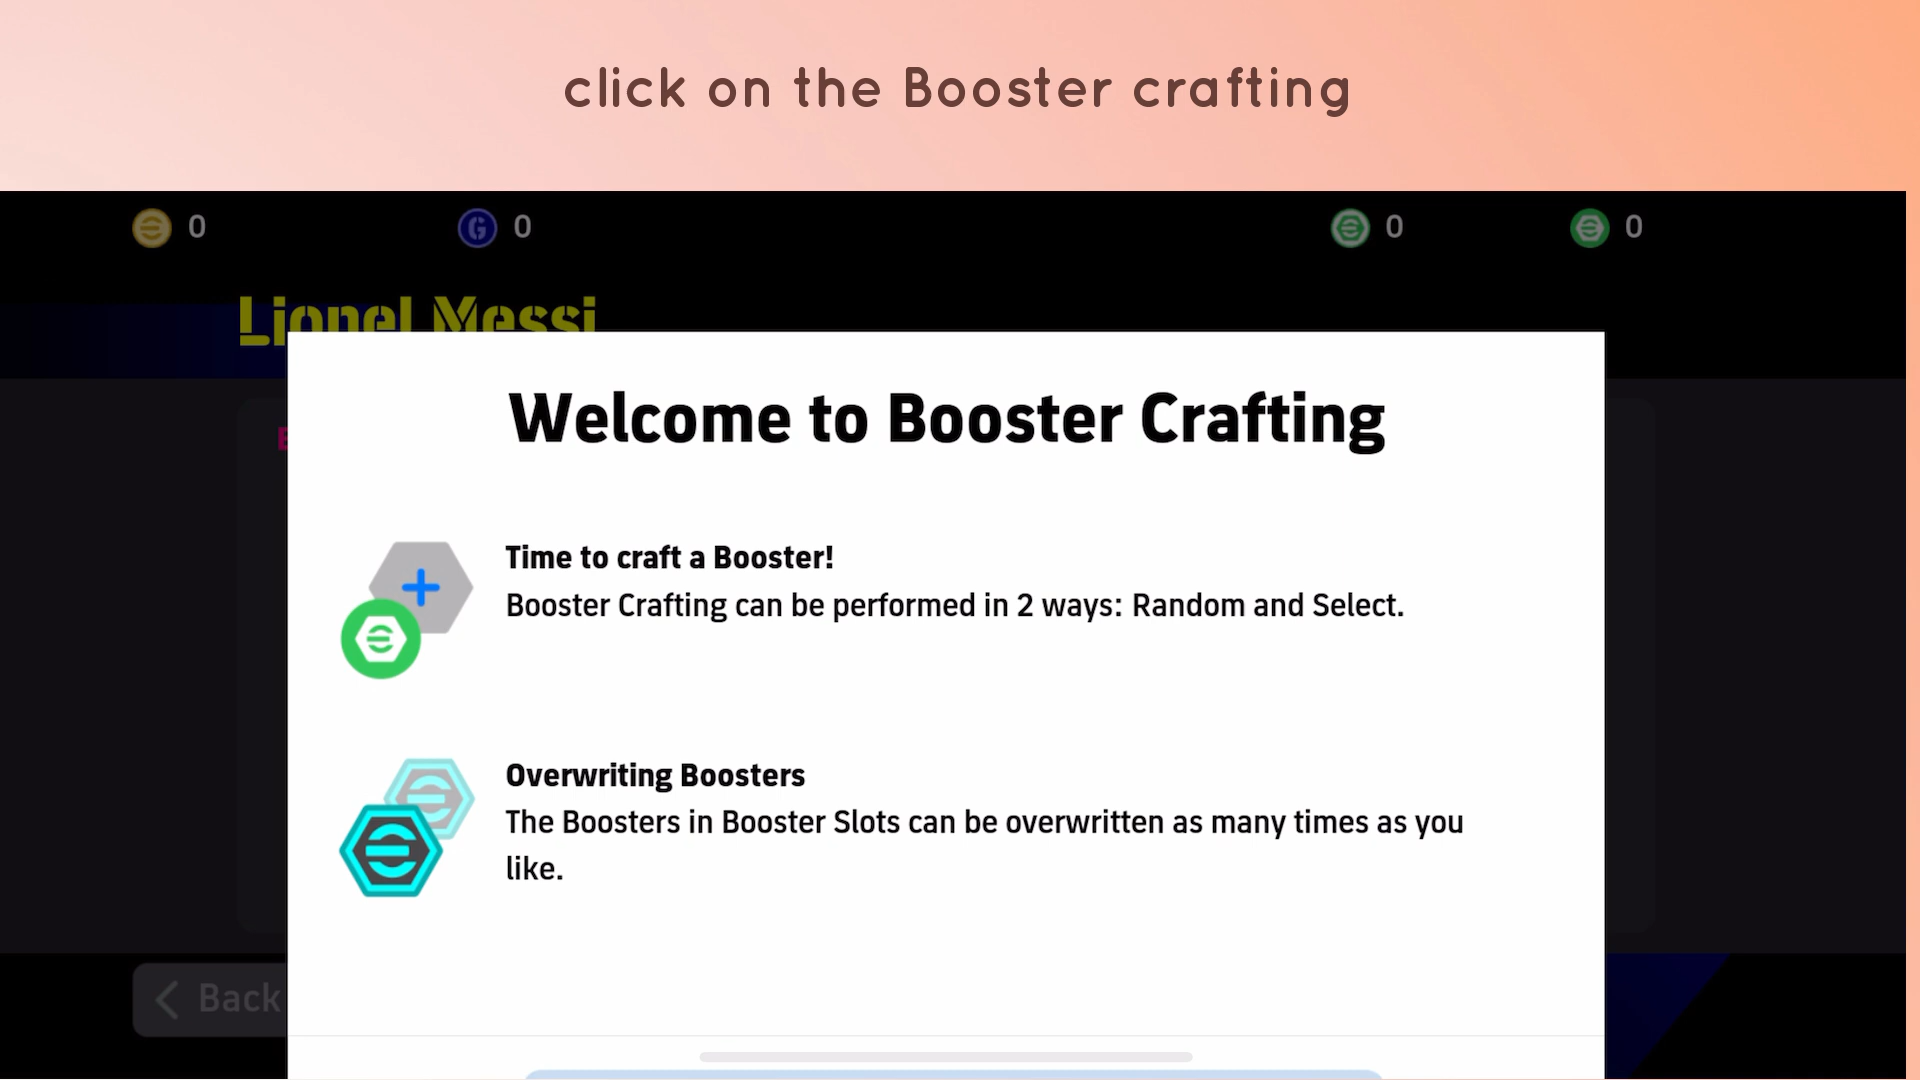 click on the Booster crafting
0
0
0
0
Lionel Messi
Welcome to Booster Crafting
Time to craft a Booster!
Booster Crafting can be performed in 2 ways: Random and Select.
Overwriting Boosters
The Boosters in Booster Slots can be overwritten as many times as you
like.
Back